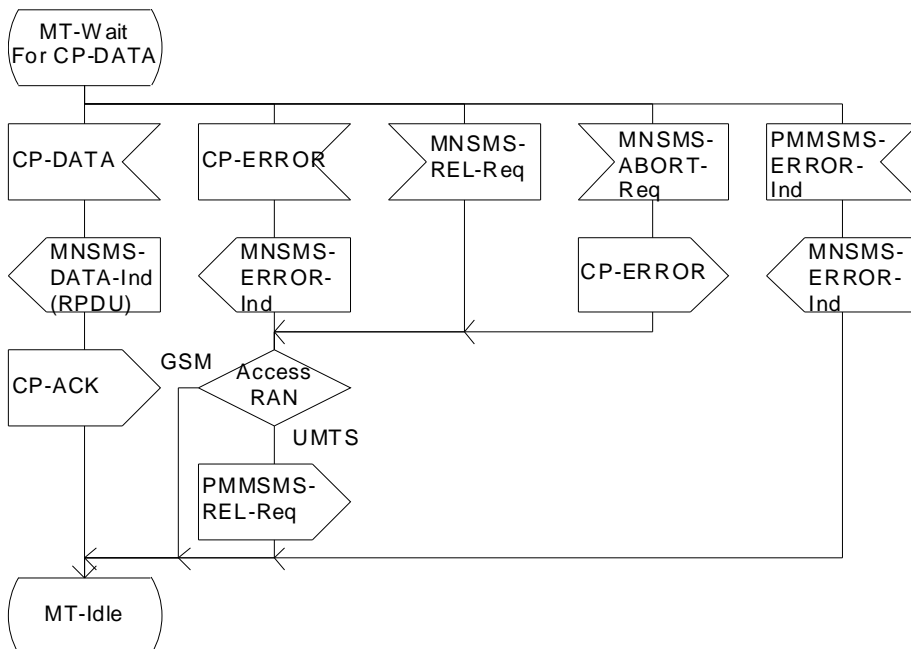 MT-Wait
For CP-DATA
CP-DATA
CP-ERROR
MNSMS-
REL-Req
MNSMS-
ABORT-
Req
PMMSMS-
ERROR-
Ind
MNSMS-
DATA-Ind
(RPDU)
MNSMS-
ERROR-
Ind
CP-ERROR
MNSMS-
ERROR-
Ind
CP-ACK
GSM
Access
RAN
UMTS
PMMSMS-
REL-Req
MT-Idle